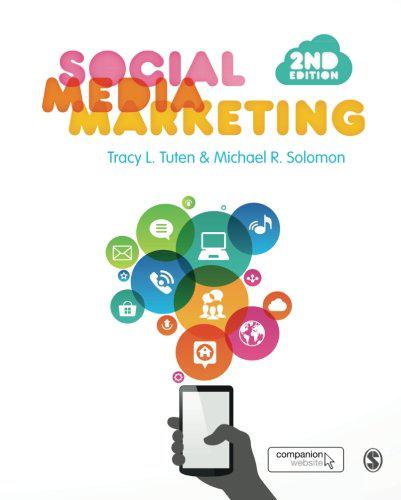 SOCIAL
MEDIA
MARKETING
2ND
EDITION
Tracy L. Tuten & Michael R. Solomon
companion
website
S